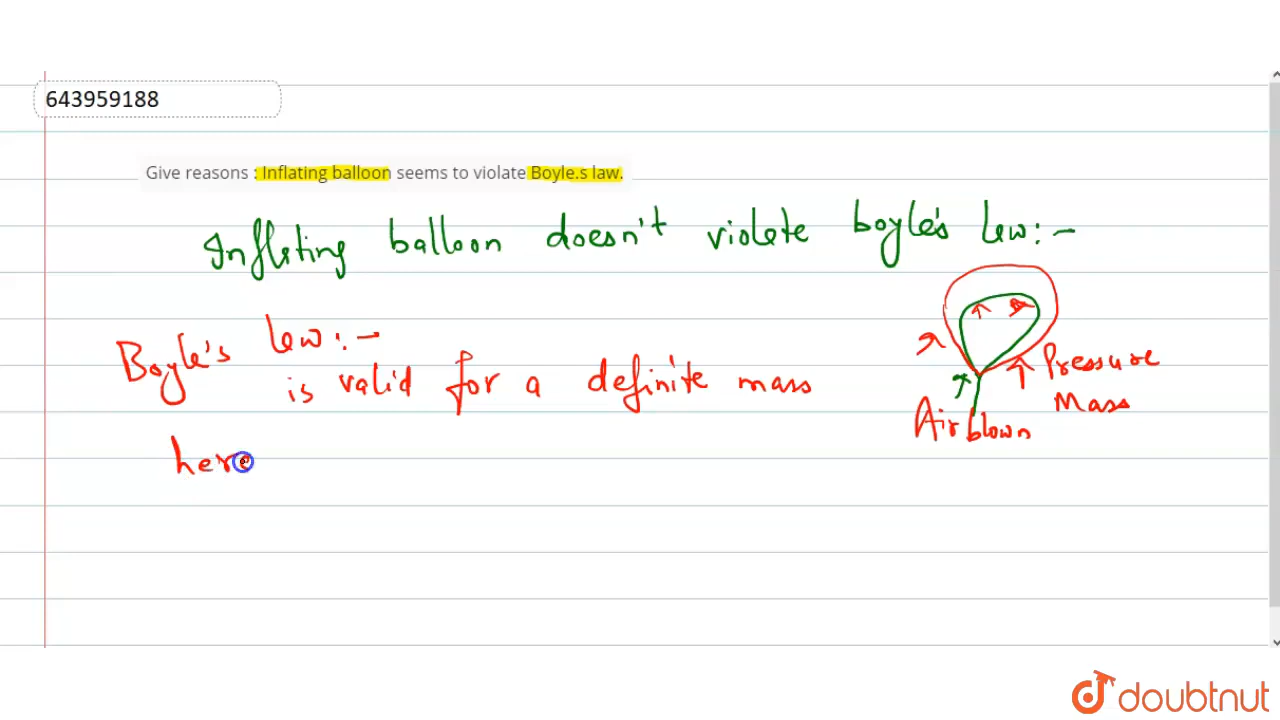 643959188
Give reasons : Inflating balloon seems to violate Boyle.s law.
Inflating balloon doesn't violate boyle's law:-
Boyle's law:-
is valid for a definite mass
Pressure
Mass
Air blown
here
doubtnut